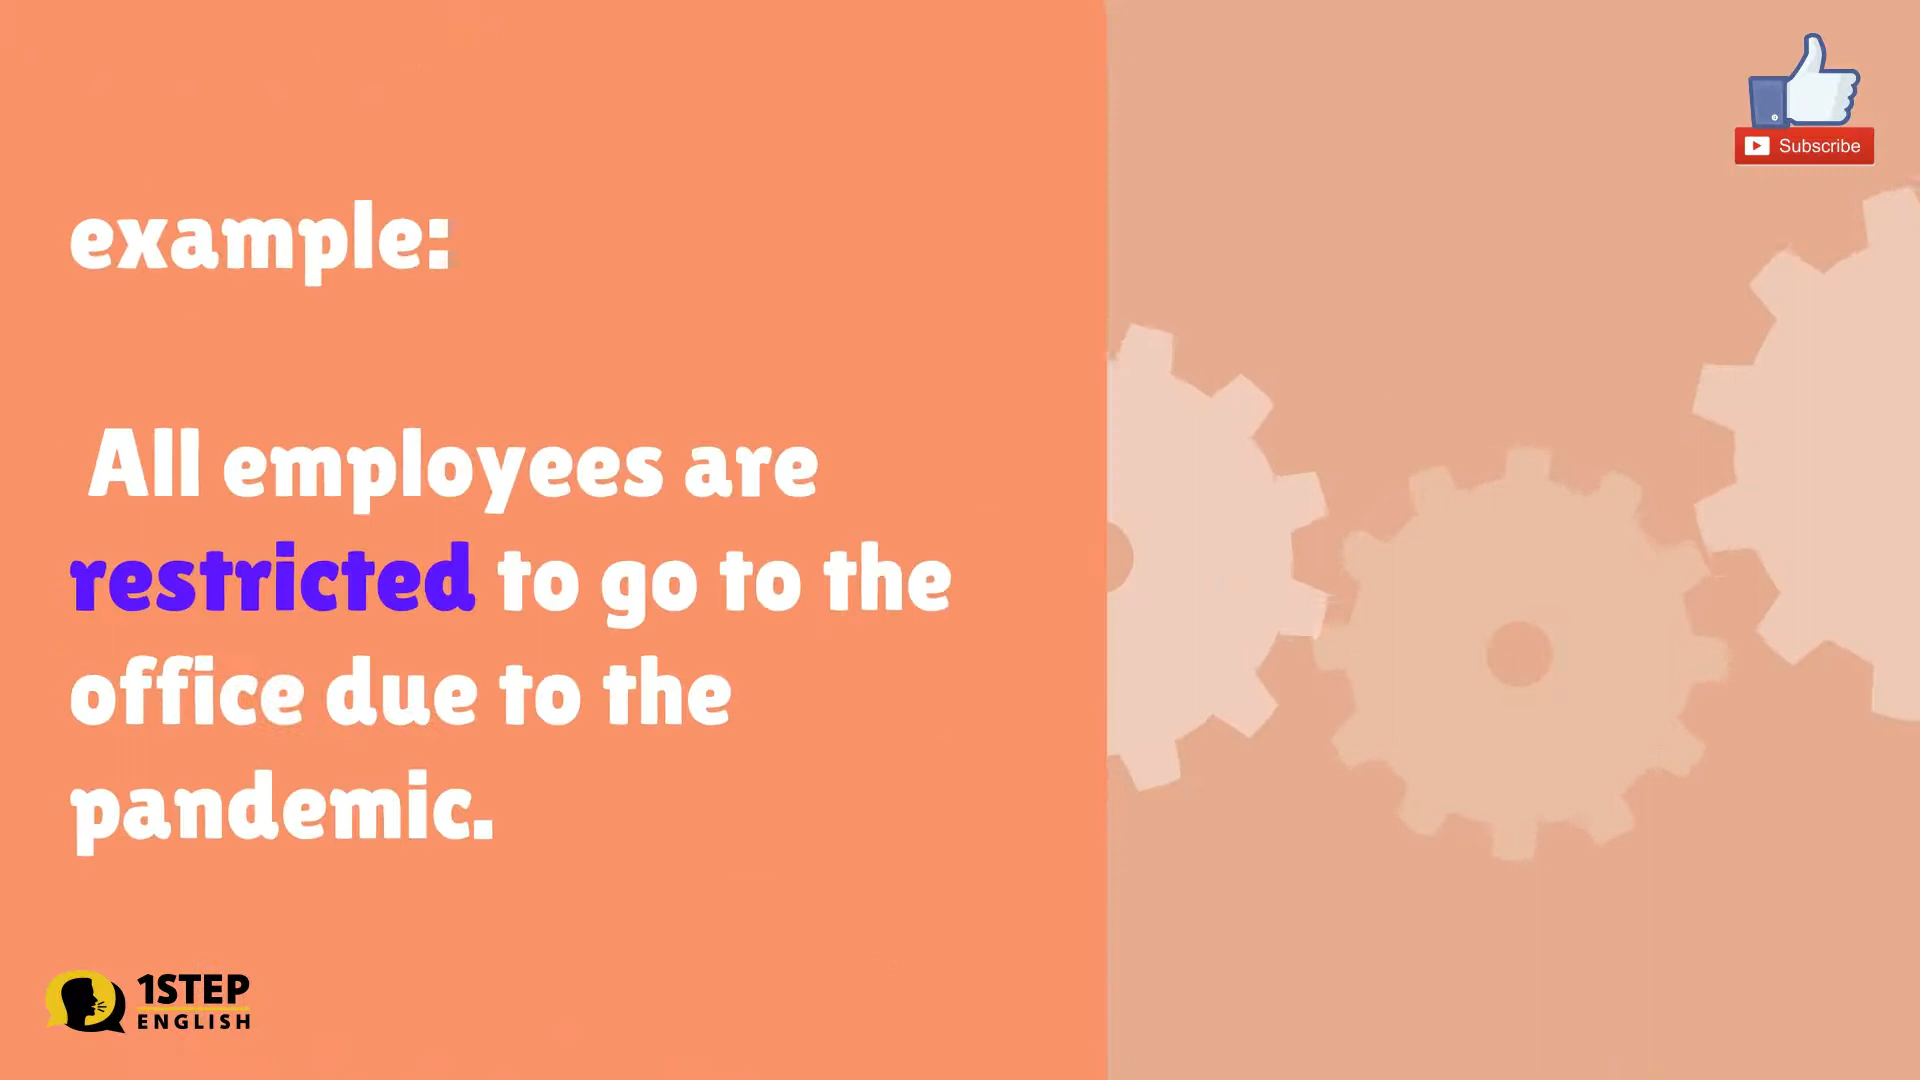 Subscribe
example:
All employees are
restricted to go to the
office due to the
pandemic.
1STEP
ENGLISH